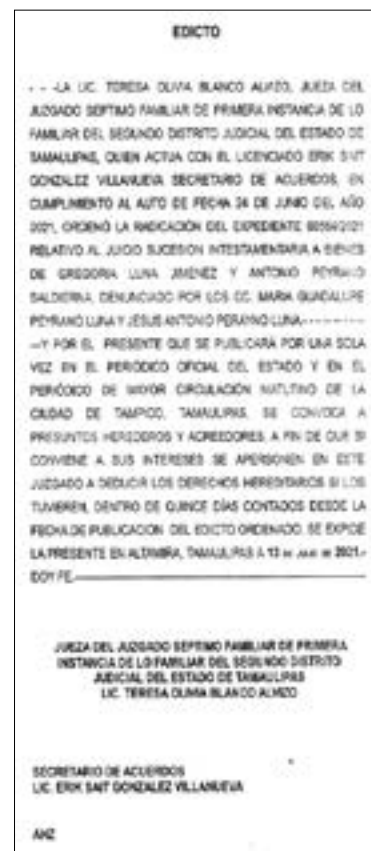 EDICTO
- - -LA LIC. TERESA OLIVIA BLANCO ALVIZO, JUEZA DEL
JUZGADO SEPTIMO FAMILIAR DE PRIMERA INSTANCIA DE LO
FAMILIAR DEL SEGUNDO DISTRITO JUDICIAL DEL ESTADO DE
TAMAULIPAS, QUIEN ACTUA CON EL LICENCIADO ERIK SAIT
GONZALEZ VILLANUEVA SECRETARIO DE ACUERDOS, EN
CUMPLIMIENTO AL AUTO DE FECHA 24 DE JUNIO DEL AÑO
2021, ORDENÓ LA RADICACIÓN DEL EXPEDIENTE
RELATIVO AL JUICIO SUCESION INTESTAMENTARIA A BIENES
DE GREGORIA LUNA JIMENEZ Y ANTONIO PEYRANO
SALDIERNA, DENUNCIADO POR LOS CC. MARIA GUADALUPE
PEYRANO LUNA Y JESUS ANTONIO PERAYNO LUNA.----------
--Y POR EL PRESENTE QUE SE PUBLICARÁ POR UNA SOLA
VEZ EN EL PERIODICO OFICIAL DEL ESTADO Y EN EL
PERIÓDICO DE MAYOR CIRCULACIÓN MATUTINO DE LA
CIUDAD DE TAMPICO, TAMAULIPAS, SE CONVOCA A
PRESUNTOS HEREDEROS Y ACREEDORES, A FIN DE QUE SI
CONVIENE A SUS INTERESES SE APERSONEN EN ESTE
JUZGADO A DEDUCIR LOS DERECHOS HEREDITARIOS SI LOS
TUVIEREN, DENTRO DE QUINCE DÍAS CONTADOS DESDE LA
FECHA DE PUBLICACION DEL EDICTO ORDENADO. SE EXPIDE
LA PRESENTE EN ALTAMIRA, TAMAULIPAS A 13 DE JULIO DE 2021.-
DOY FE.----------
JUEZA DEL JUZGADO SEPTIMO FAMILIAR DE PRIMERA
INSTANCIA DE LO FAMILIAR DEL SEGUNDO DISTRITO
JUDICIAL DEL ESTADO DE TAMAULIPAS
LIC. TERESA OLIVIA BLANCO ALVIZO
SECRETARIO DE ACUERDOS
LIC. ERIK SAIT GONZALEZ VILLANUEVA